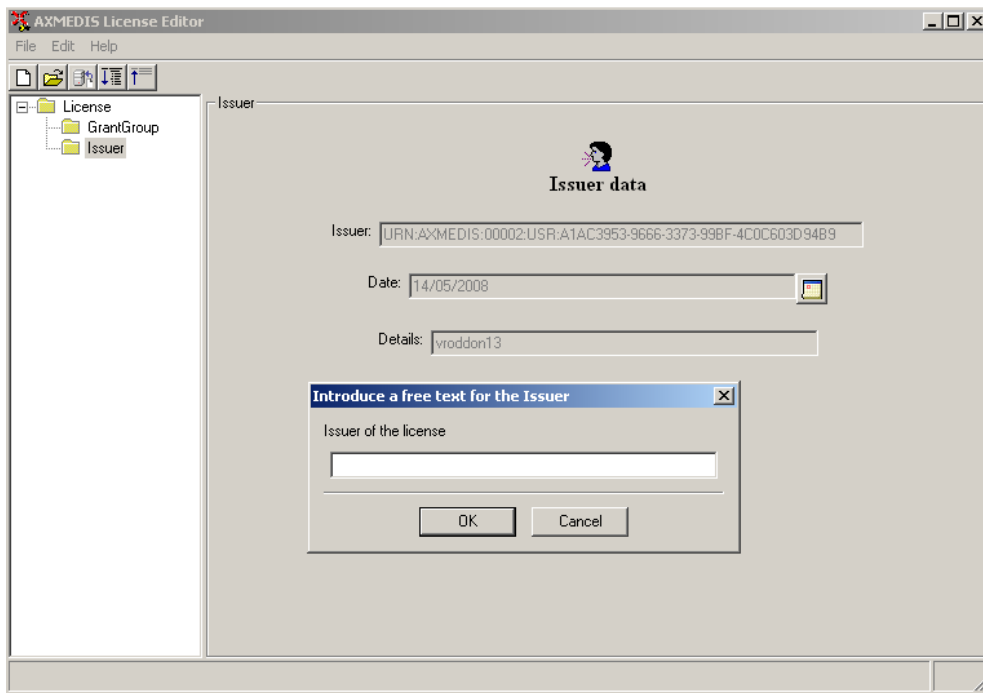 AXMEDIS License Editor
File Edit Help
License
GrantGroup
Issuer
Issuer
Issuer data
Issuer: URN:AXMEDIS:00002:USR:A1AC3953-9666-3373-99BF-4C0C603D94B9
Date: 14/05/2008
Details: vroddon13
Introduce a free text for the Issuer
Issuer of the license
OK Cancel